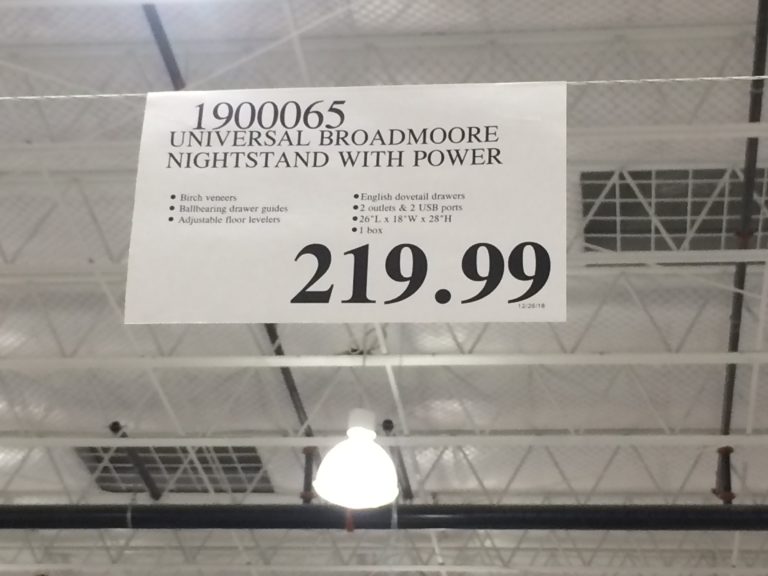 1900065
UNIVERSAL BROADMOORE
NIGHTSTAND WITH POWER
• Birch veneers
• Ballbearing drawer guides
• Adjustable floor levelers
• English dovetail drawers
• 2 outlets & 2 USB ports
• 26"L x 18"W x 28"H
• 1 box
219.99
12/26/18